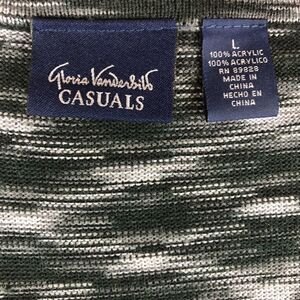 Gloria Vanderbilt
CASUALS
L
100% ACRYLIC
100% ACRYLICO
RN 89828
MADE IN
CHINA
HECHO EN
CHINA